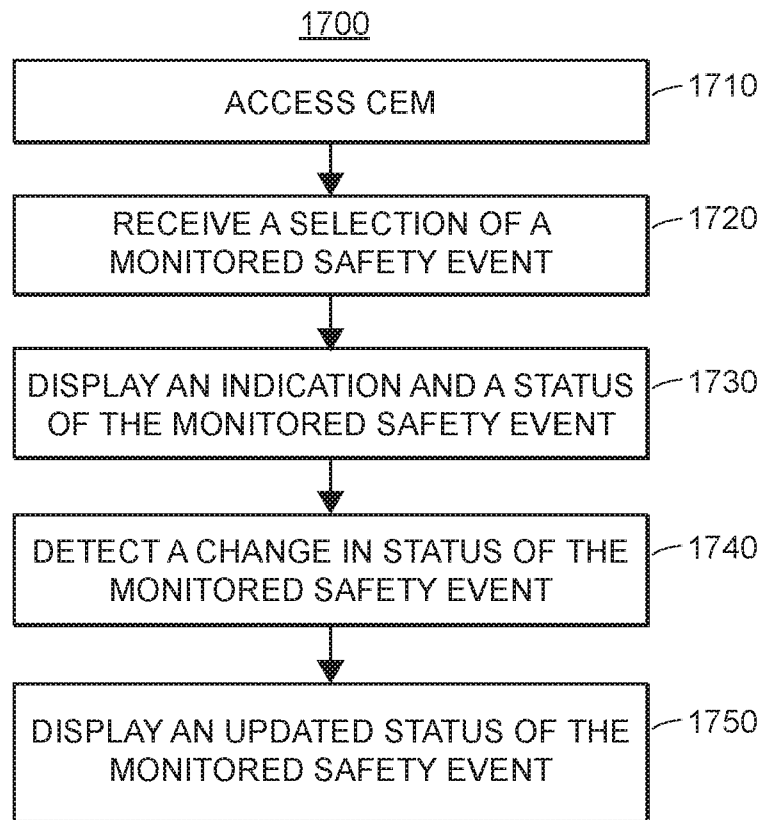 1700
ACCESS CEM
1710
RECEIVE A SELECTION OF A
MONITORED SAFETY EVENT
1720
DISPLAY AN INDICATION AND A STATUS
OF THE MONITORED SAFETY EVENT
1730
DETECT A CHANGE IN STATUS OF THE
MONITORED SAFETY EVENT
1740
DISPLAY AN UPDATED STATUS OF THE
MONITORED SAFETY EVENT
1750